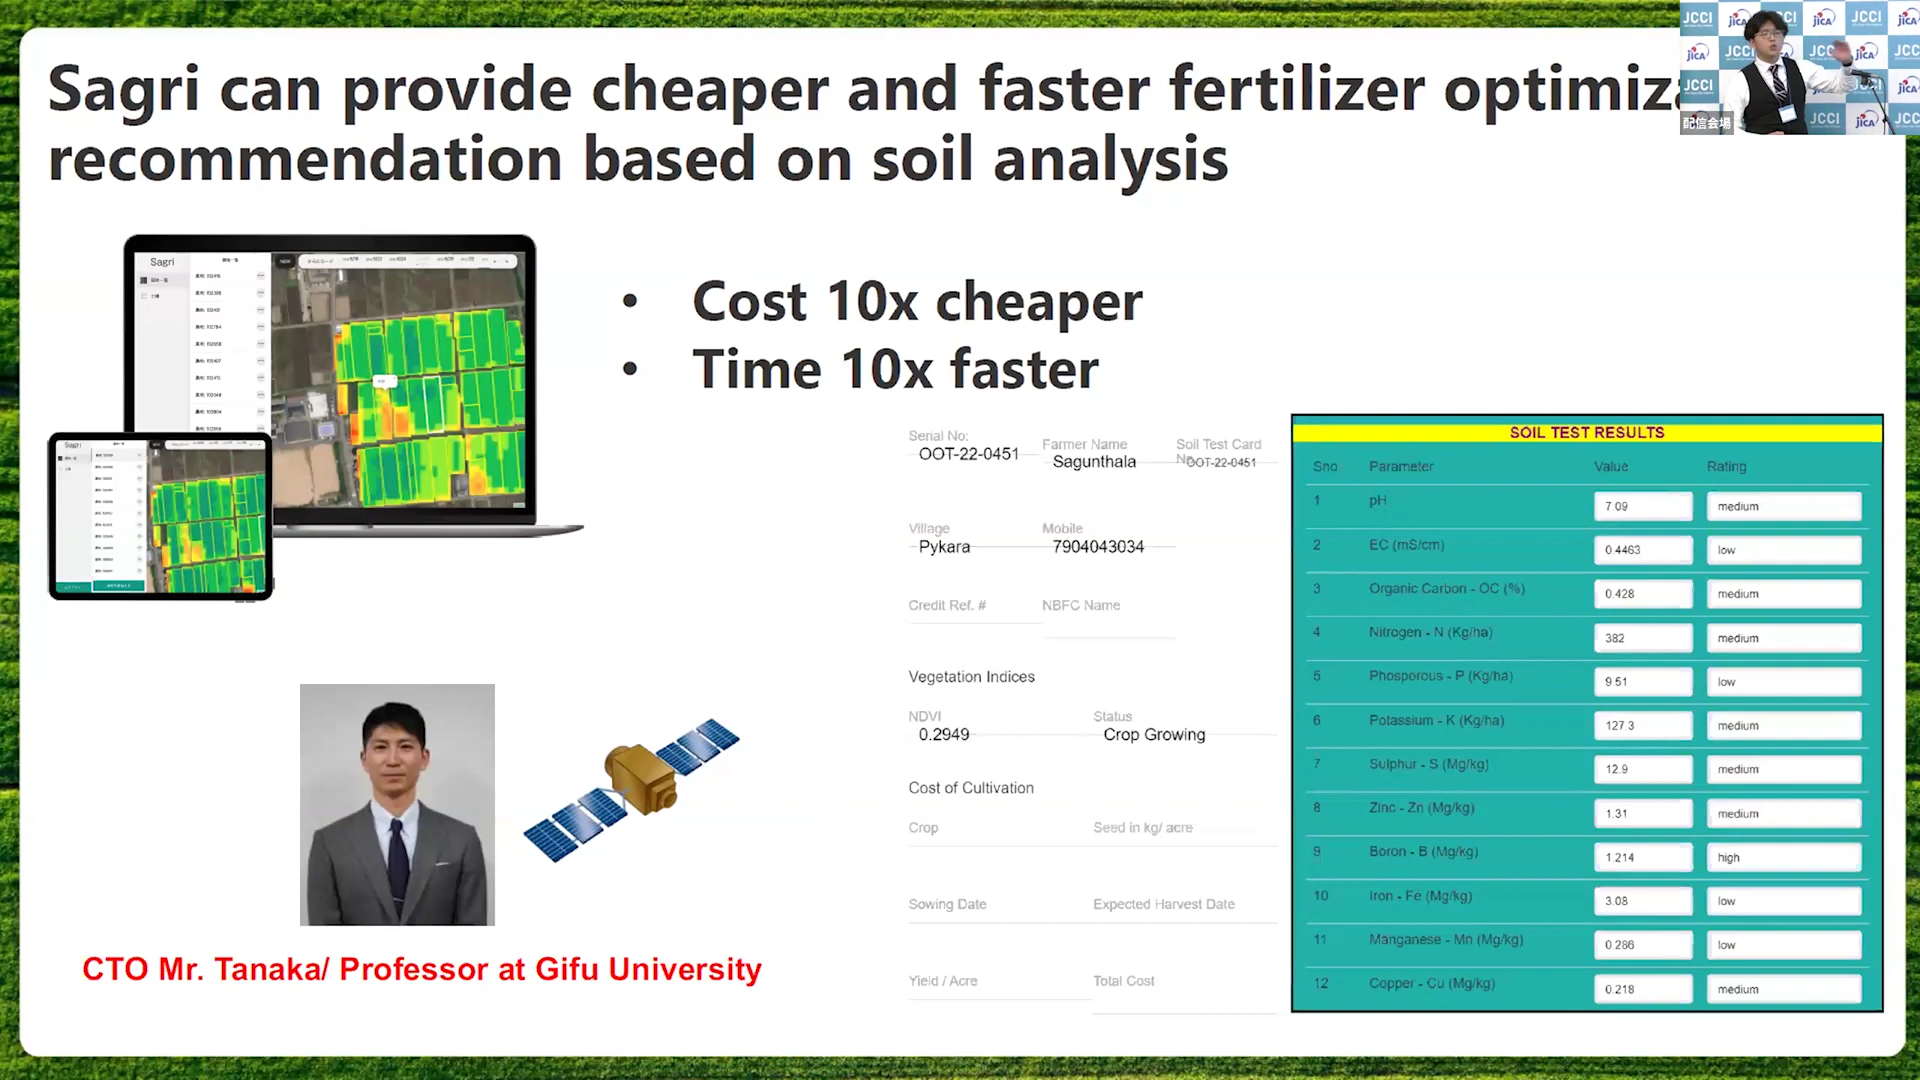 Sagri can provide cheaper and faster fertilizer optimiza
recommendation based on soil analysis
JCCI
配信会場
Sagri
NEW
Sagri
• Cost 10x cheaper
• Time 10x faster
Serial No:
OOT-22-0451
Farmer Name
Sagunthala
Soil Test Card
No
OOT-22-0451
Village
Pykara
Mobile
7904043034
Credit Ref. #
NBFC Name
Vegetation Indices
NDVI
0.2949
Status
Crop Growing
Cost of Cultivation
Crop
Seed in kg/ acre
Sowing Date
Expected Harvest Date
Yield / Acre
Total Cost
SOIL TEST RESULTS
Sno Parameter Value Rating
1 pH 7.09 medium
2 EC (mS/cm) 0.4463 low
3 Organic Carbon - OC (%) 0.428 medium
4 Nitrogen - N (Kg/ha) 382 medium
5 Phosporous - P (Kg/ha) 9.51 low
6 Potassium - K (Kg/ha) 127.3 medium
7 Sulphur - S (Mg/kg) 12.9 medium
8 Zinc - Zn (Mg/kg) 1.31 medium
9 Boron - B (Mg/kg) 1.214 high
10 Iron - Fe (Mg/kg) 3.08 low
11 Manganese - Mn (Mg/kg) 0.286 low
12 Copper - Cu (Mg/kg) 0.218 medium
CTO Mr. Tanaka/ Professor at Gifu University